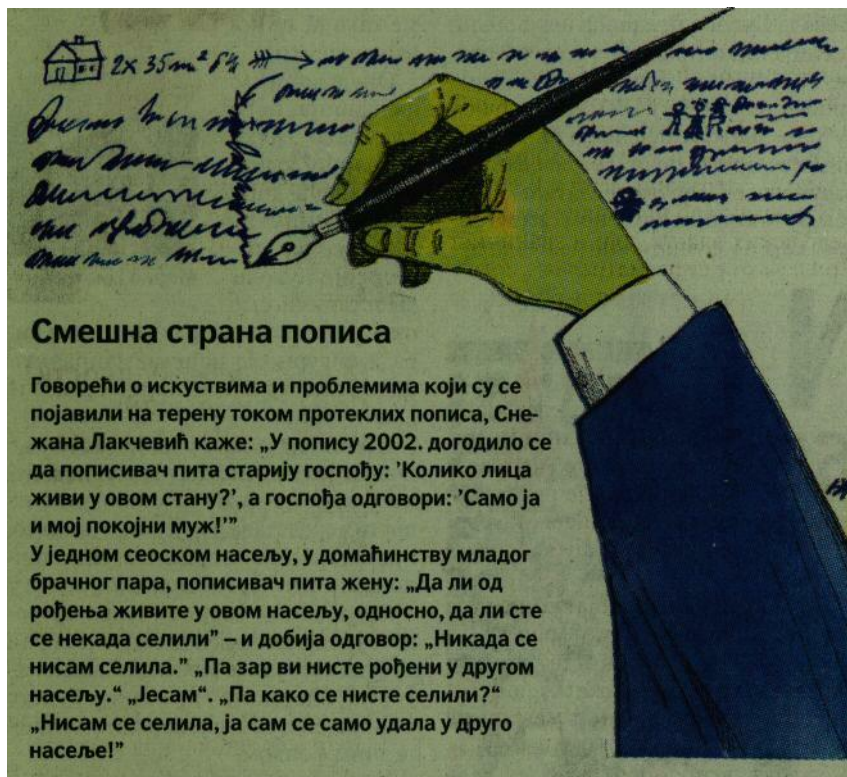 2x 35m²
Смешна страна пописа
Говорећи о искуствима и проблемима који су се
појавили на терену током протеклих пописа, Сне-
жана Лакчевић каже: „У попису 2002. догодило се
да пописивач пита старију госпођу: ’Колико лица
живи у овом стану?’, а госпођа одговори: ’Само ја
и мој покојни муж!’”
У једном сеоском насељу, у домаћинству младог
брачног пара, пописивач пита жену: „Да ли од
рођења живите у овом насељу, односно, да ли сте
се некада селили” – и добија одговор: „Никада се
нисам селила.” „Па зар ви нисте рођени у другом
насељу.“ „Јесам“. „Па како се нисте селили?“
„Нисам се селила, ја сам се само удала у друго
насеље!”